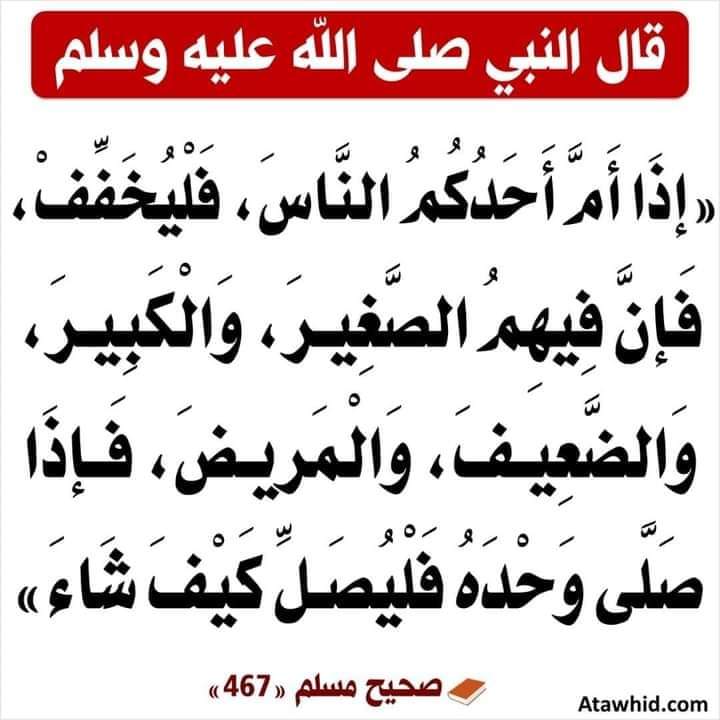 قال النبي صلى الله عليه وسلم
«إِذَا أَمَّ أَحَدُكُمُ النَّاسَ، فَلْيُخَفِّفْ،
فَإِنَّ فِيهِمُ الصَّغِيرَ، وَالْكَبِيرَ،
وَالضَّعِيفَ، وَالْمَرِيضَ، فَإِذَا
صَلَّى وَحْدَهُ فَلْيُصَلِّ كَيْفَ شَاءَ»
صحيح مسلم «467»
Atawhid.com